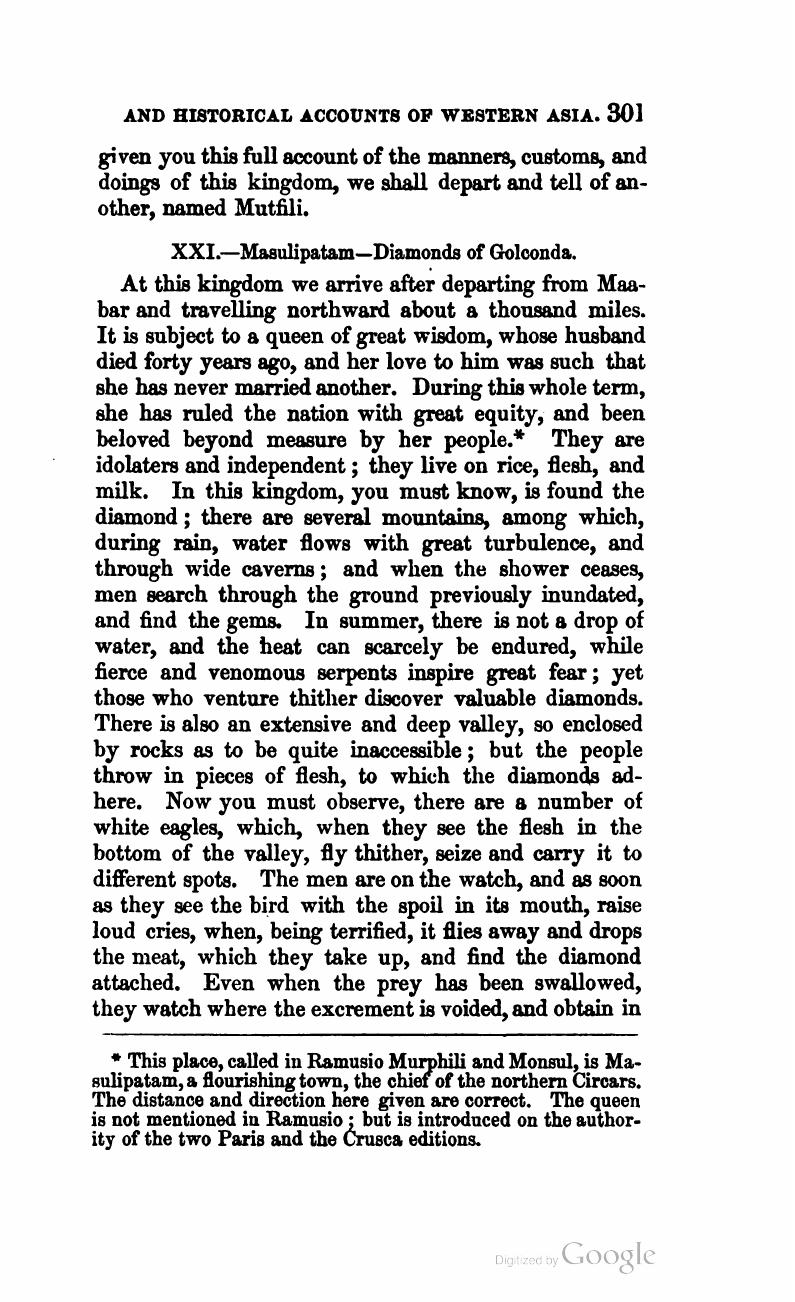 AND HISTORICAL ACCOUNTS OF WESTERN ASIA. 301
given you this full account of the manners, customs, and
doings of this kingdom, we shall depart and tell of an-
other, named Mutfili.
XXI.—Masulipatam—Diamonds of Golconda.
At this kingdom we arrive after departing from Maa-
bar and travelling northward about a thousand miles.
It is subject to a queen of great wisdom, whose husband
died forty years ago, and her love to him was such that
she has never married another. During this whole term,
she has ruled the nation with great equity, and been
beloved beyond measure by her people.* They are
idolaters and independent; they live on rice, flesh, and
milk. In this kingdom, you must know, is found the
diamond; there are several mountains, among which,
during rain, water flows with great turbulence, and
through wide caverns; and when the shower ceases,
men search through the ground previously inundated,
and find the gems. In summer, there is not a drop of
water, and the heat can scarcely be endured, while
fierce and venomous serpents inspire great fear; yet
those who venture thither discover valuable diamonds.
There is also an extensive and deep valley, so enclosed
by rocks as to be quite inaccessible; but the people
throw in pieces of flesh, to which the diamonds ad-
here. Now you must observe, there are a number of
white eagles, which, when they see the flesh in the
bottom of the valley, fly thither, seize and carry it to
different spots. The men are on the watch, and as soon
as they see the bird with the spoil in its mouth, raise
loud cries, when, being terrified, it flies away and drops
the meat, which they take up, and find the diamond
attached. Even when the prey has been swallowed,
they watch where the excrement is voided, and obtain in
* This place, called in Ramusio Murphili and Monsul, is Ma-
sulipatam, a flourishing town, the chief of the northern Circars.
The distance and direction here given are correct. The queen
is not mentioned in Ramusio; but is introduced on the author-
ity of the two Paris and the Crusca editions.
Digitized by Google